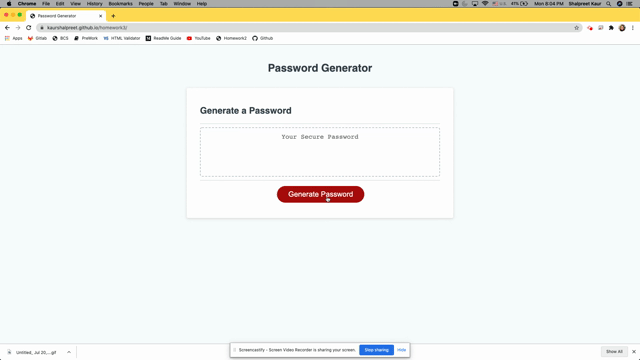 Chrome File Edit View History Bookmarks People Tab Window Help
41% Mon 8:04 PM Shalpreet Kaur
Password Generator
kaurshalpreet.github.io/homework3/
Apps Gitlab BCS PreWork HTML Validator ReadMe Guide YouTube Homework2 Github
Password Generator
Generate a Password
Your Secure Password
Generate Password
Screencastify - Screen Video Recorder is sharing your screen. Stop sharing Hide
Untitled_ Jul 20,....gif
Show All